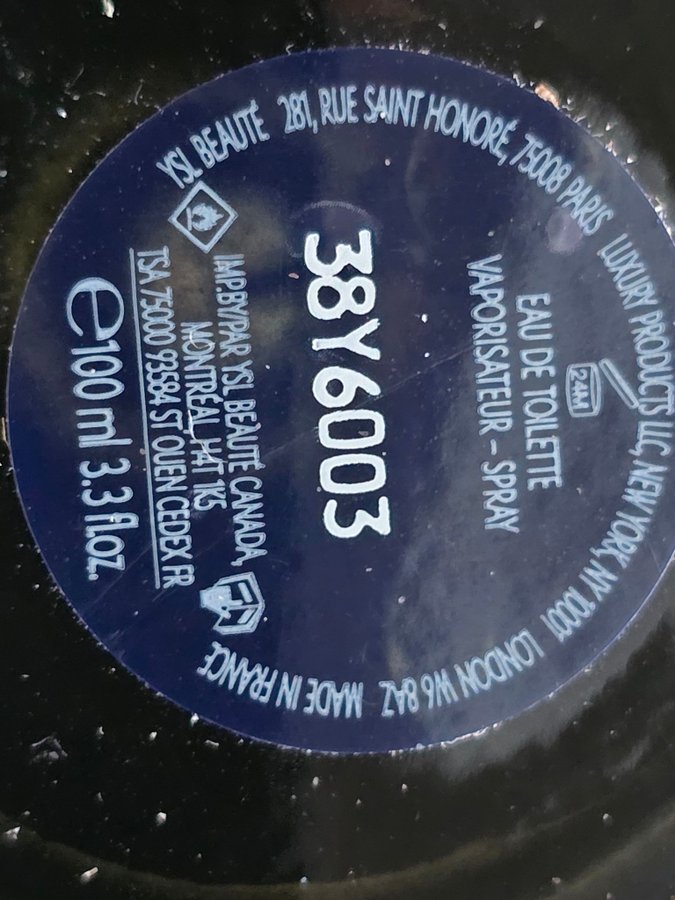 YSL BEAUTÉ 281, RUE SAINT HONORÉ, 75008 PARIS LUXURY PRODUCTS LLC, NEW YORK, NY 10001 LONDON W6 8AZ MADE IN FRANCE
EAU DE TOILETTE
VAPORISATEUR - SPRAY
24M
38Y6003
IMP.BY/PAR YSL BEAUTÉ CANADA,
MONTRÉAL H4T 1K5
TSA 75000 93584 ST OUEN CEDEX FR
e 100 ml 3.3 fl.oz.